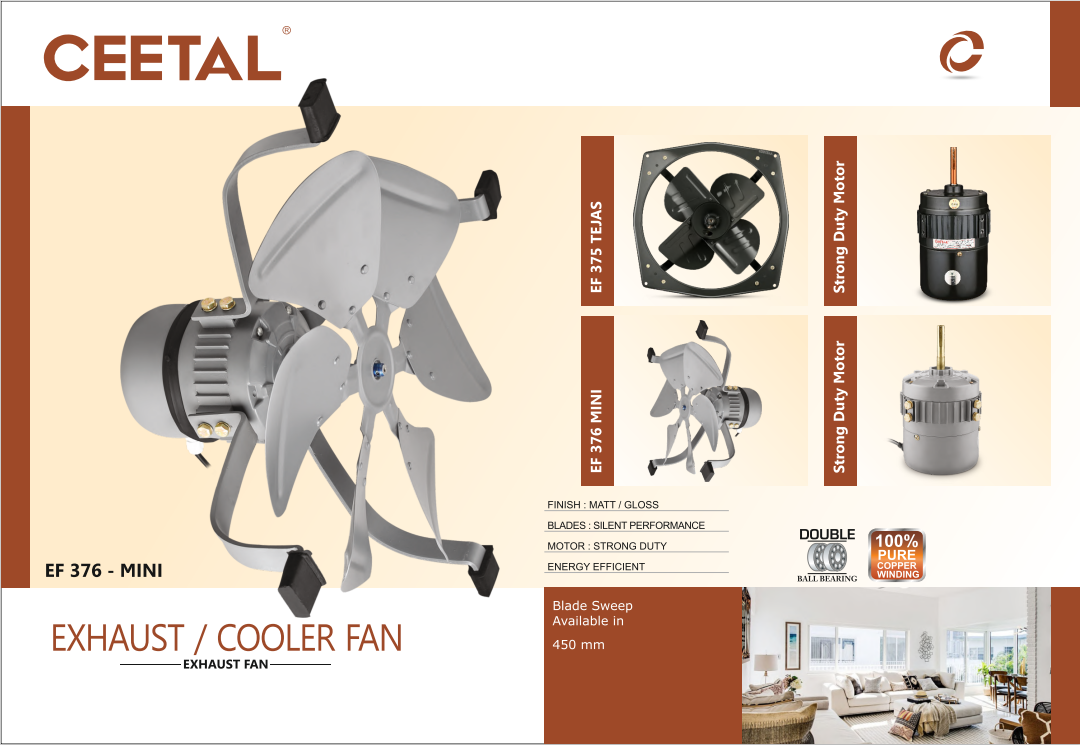 CEETAL®
EF 375 TEJAS
Strong Duty Motor
EF 376 MINI
Strong Duty Motor
FINISH : MATT / GLOSS
BLADES : SILENT PERFORMANCE
MOTOR : STRONG DUTY
ENERGY EFFICIENT
DOUBLE
BALL BEARING
100%
PURE
COPPER
WINDING
EF 376 - MINI
EXHAUST / COOLER FAN
EXHAUST FAN
Blade Sweep
Available in
450 mm